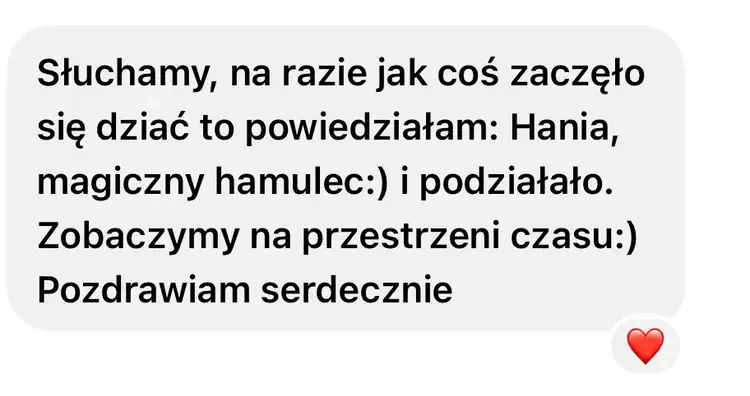 Słuchamy, na razie jak coś zaczęło
się dziać to powiedziałam: Hania,
magiczny hamulec:) i podziałało.
Zobaczymy na przestrzeni czasu:)
Pozdrawiam serdecznie